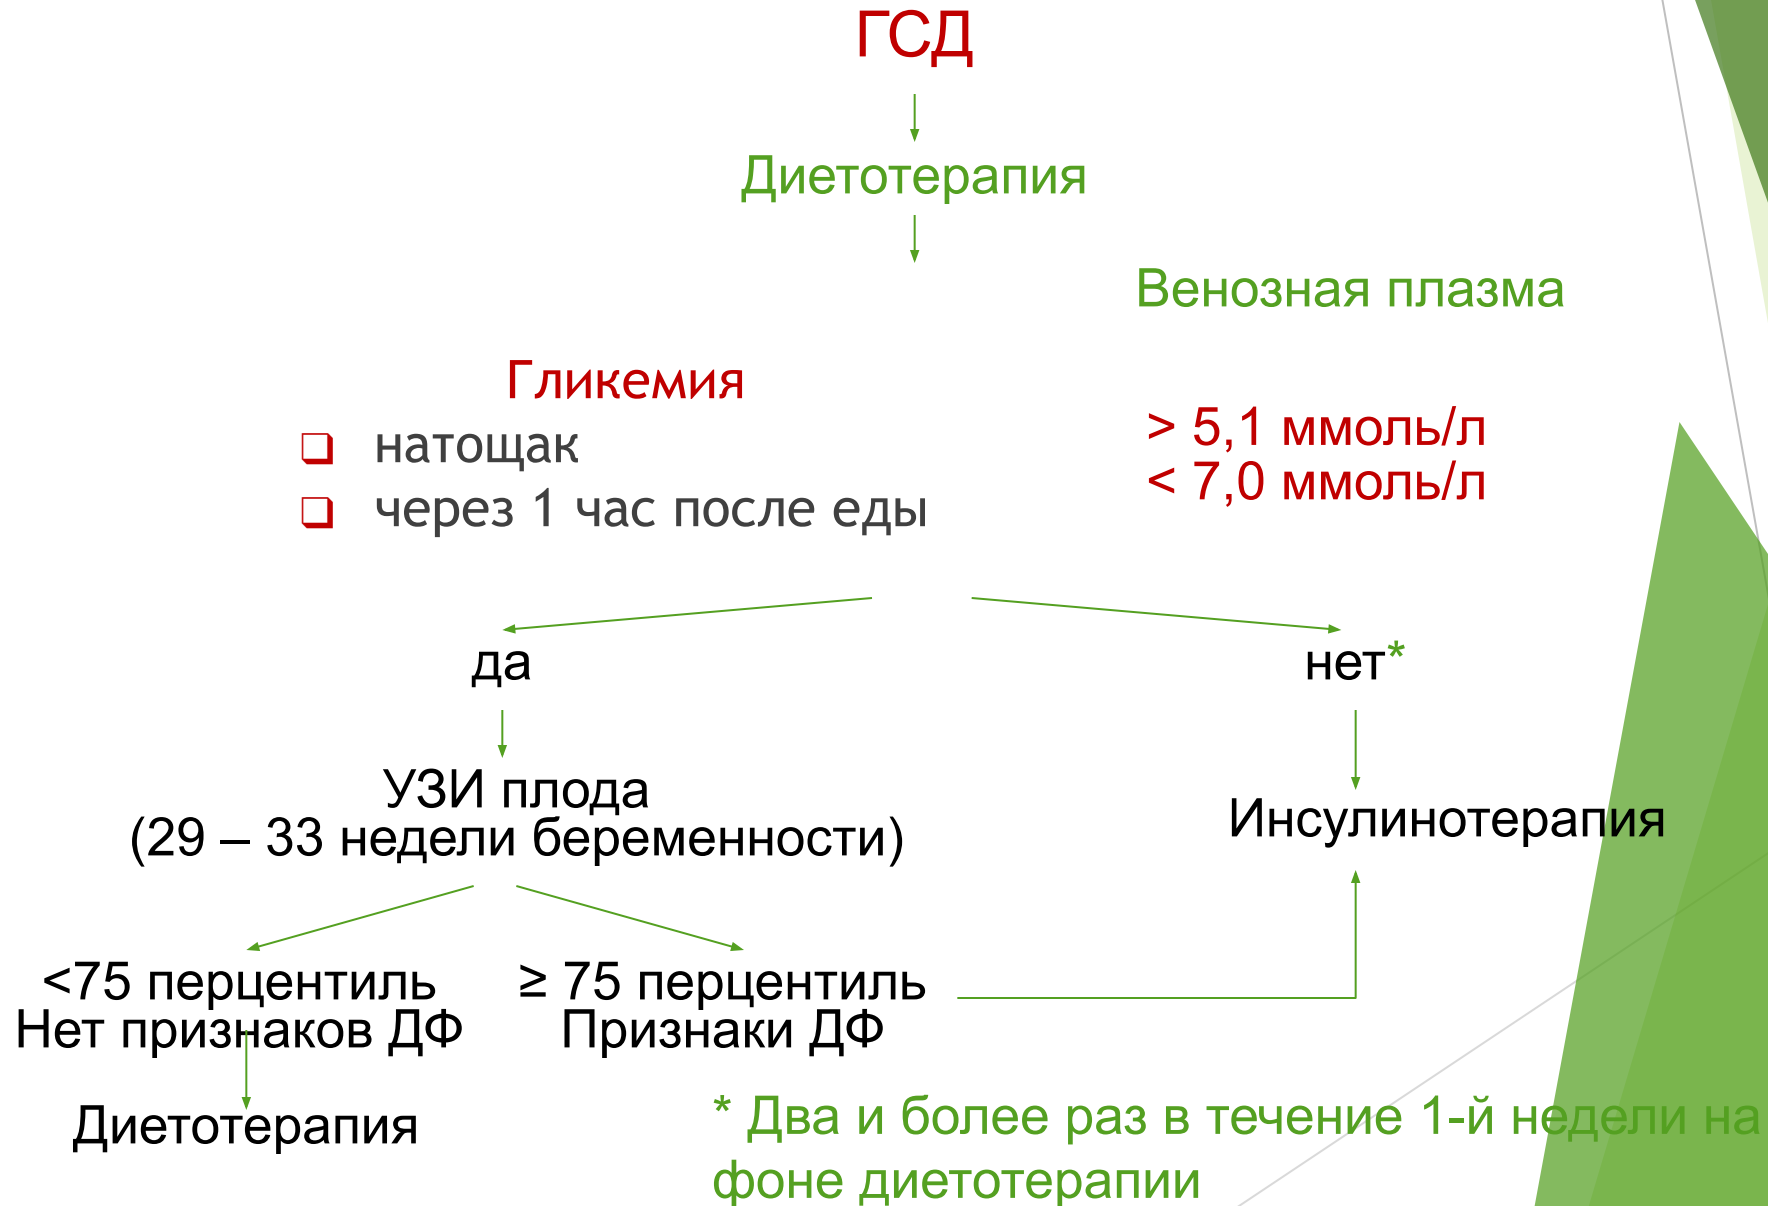 ГСД
Диетотерапия
Венозная плазма
Гликемия
натощак
через 1 час после еды
> 5,1 ммоль/л
< 7,0 ммоль/л
да
нет*
УЗИ плода
(29 – 33 недели беременности)
Инсулинотерапия
<75 перцентиль
Нет признаков ДФ
≥ 75 перцентиль
Признаки ДФ
Диетотерапия
* Два и более раз в течение 1-й недели на
фоне диетотерапии